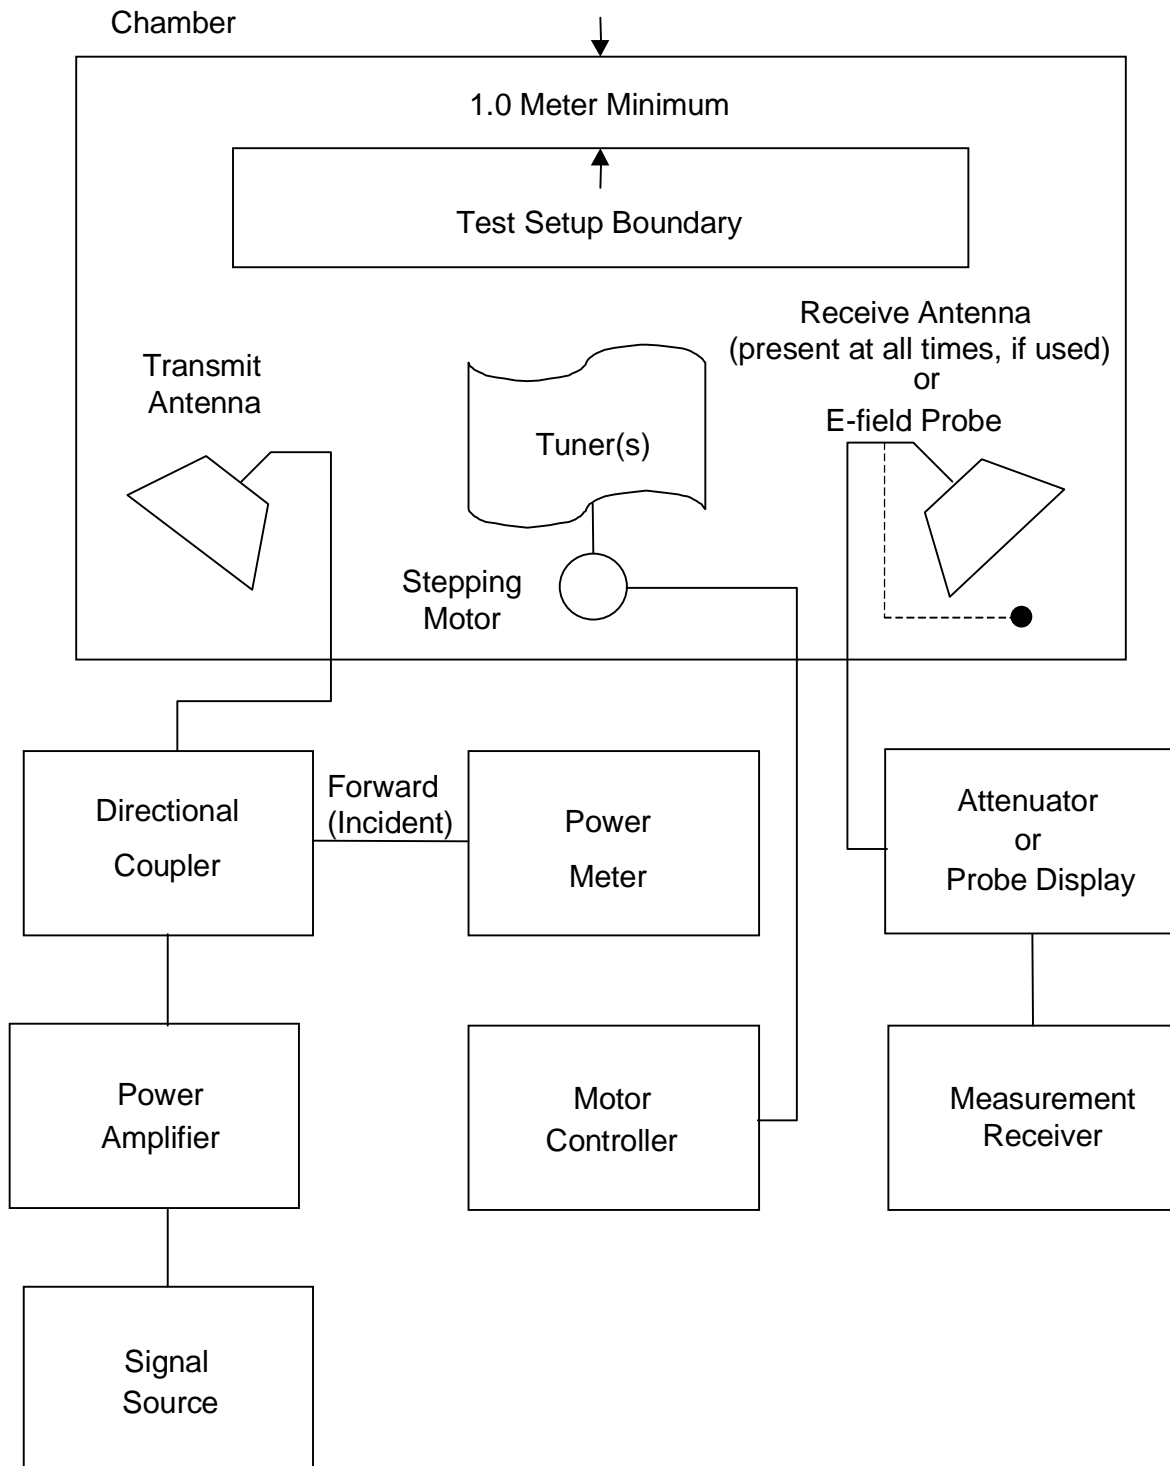 Chamber
1.0 Meter Minimum
Test Setup Boundary
Receive Antenna
(present at all times, if used)
or
E-field Probe
Transmit
Antenna
Tuner(s)
Stepping
Motor
Forward
(Incident)
Directional
Coupler
Power
Meter
Attenuator
or
Probe Display
Power
Amplifier
Motor
Controller
Measurement
Receiver
Signal
Source